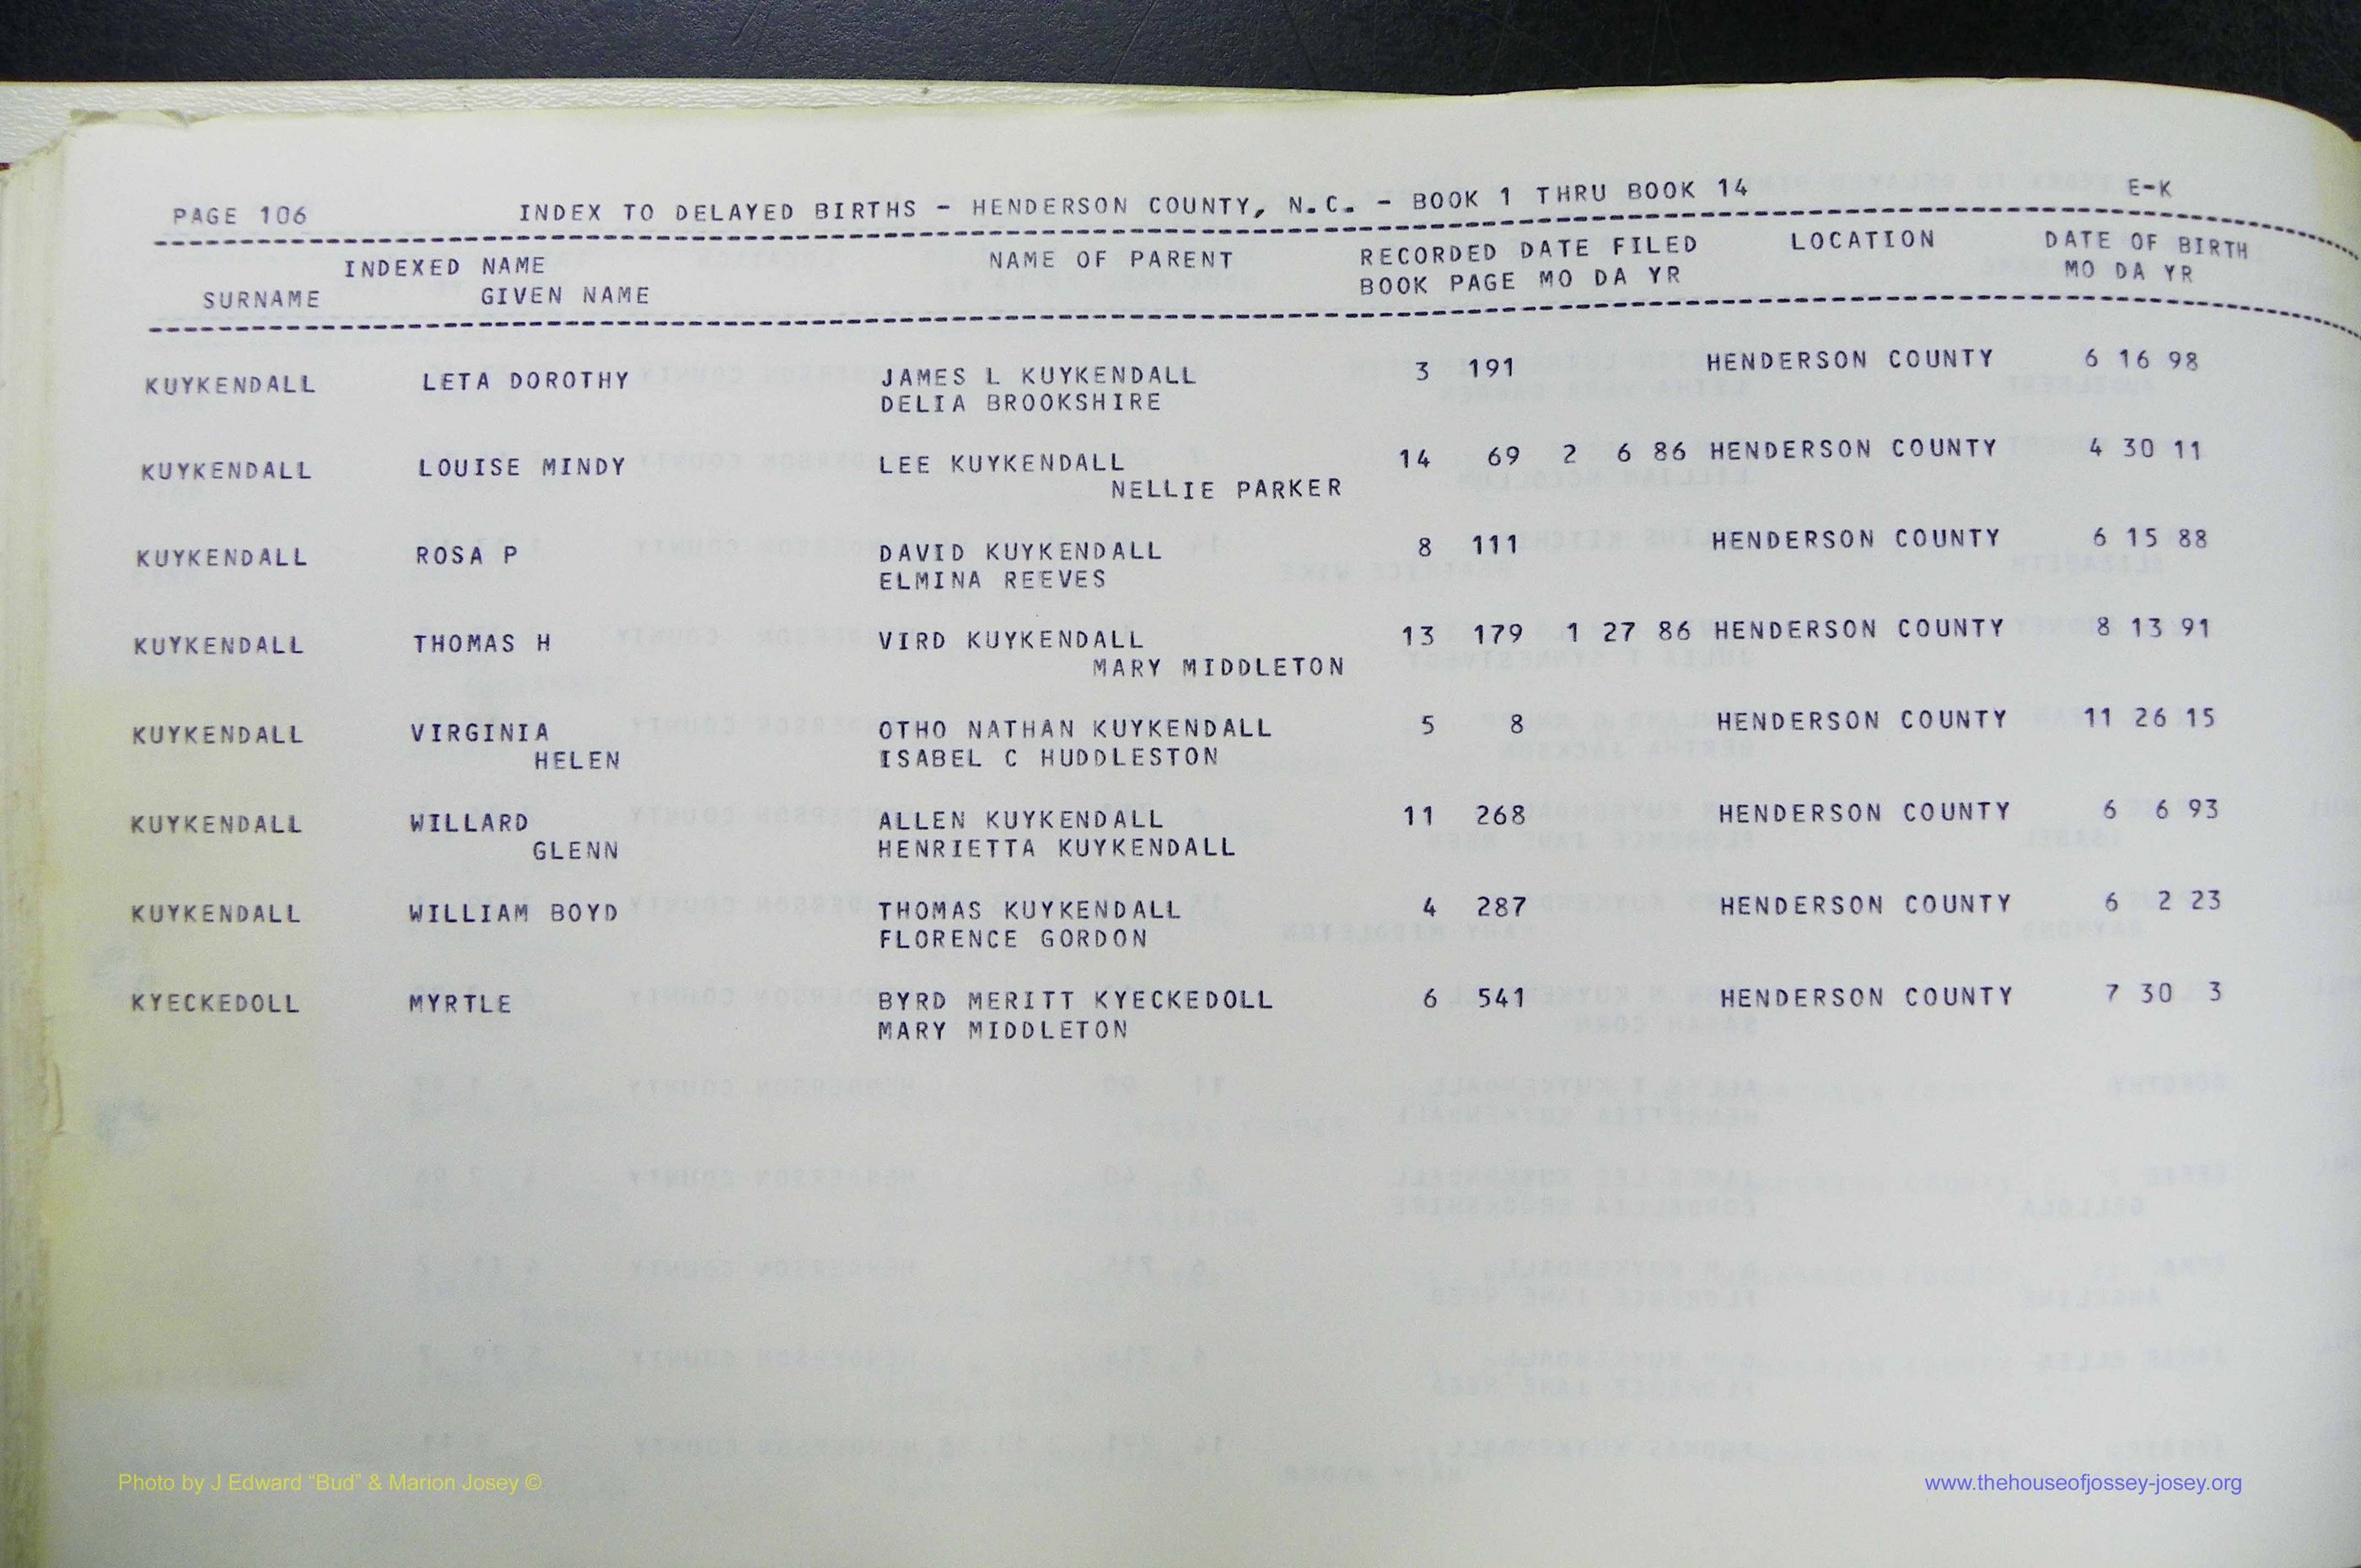 PAGE 106 INDEX TO DELAYED BIRTHS - HENDERSON COUNTY, N.C. - BOOK 1 THRU BOOK 14 E-K
INDEXED NAME NAME OF PARENT RECORDED DATE FILED LOCATION DATE OF BIRTH
SURNAME GIVEN NAME BOOK PAGE MO DA YR MO DA YR
KUYKENDALL LETA DOROTHY JAMES L KUYKENDALL 3 191 HENDERSON COUNTY 6 16 98
DELIA BROOKSHIRE
KUYKENDALL LOUISE MINDY LEE KUYKENDALL 14 69 2 6 86 HENDERSON COUNTY 4 30 11
NELLIE PARKER
KUYKENDALL ROSA P DAVID KUYKENDALL 8 111 HENDERSON COUNTY 6 15 88
ELMINA REEVES
KUYKENDALL THOMAS H VIRD KUYKENDALL 13 179 1 27 86 HENDERSON COUNTY 8 13 91
MARY MIDDLETON
KUYKENDALL VIRGINIA OTHO NATHAN KUYKENDALL 5 8 HENDERSON COUNTY 11 26 15
HELEN ISABEL C HUDDLESTON
KUYKENDALL WILLARD ALLEN KUYKENDALL 11 268 HENDERSON COUNTY 6 6 93
GLENN HENRIETTA KUYKENDALL
KUYKENDALL WILLIAM BOYD THOMAS KUYKENDALL 4 287 HENDERSON COUNTY 6 2 23
FLORENCE GORDON
KYECKEDOLL MYRTLE BYRD MERITT KYECKEDOLL 6 541 HENDERSON COUNTY 7 30 3
MARY MIDDLETON
Photo by J Edward “Bud” & Marion Josey © www.thehouseofjossey-josey.org